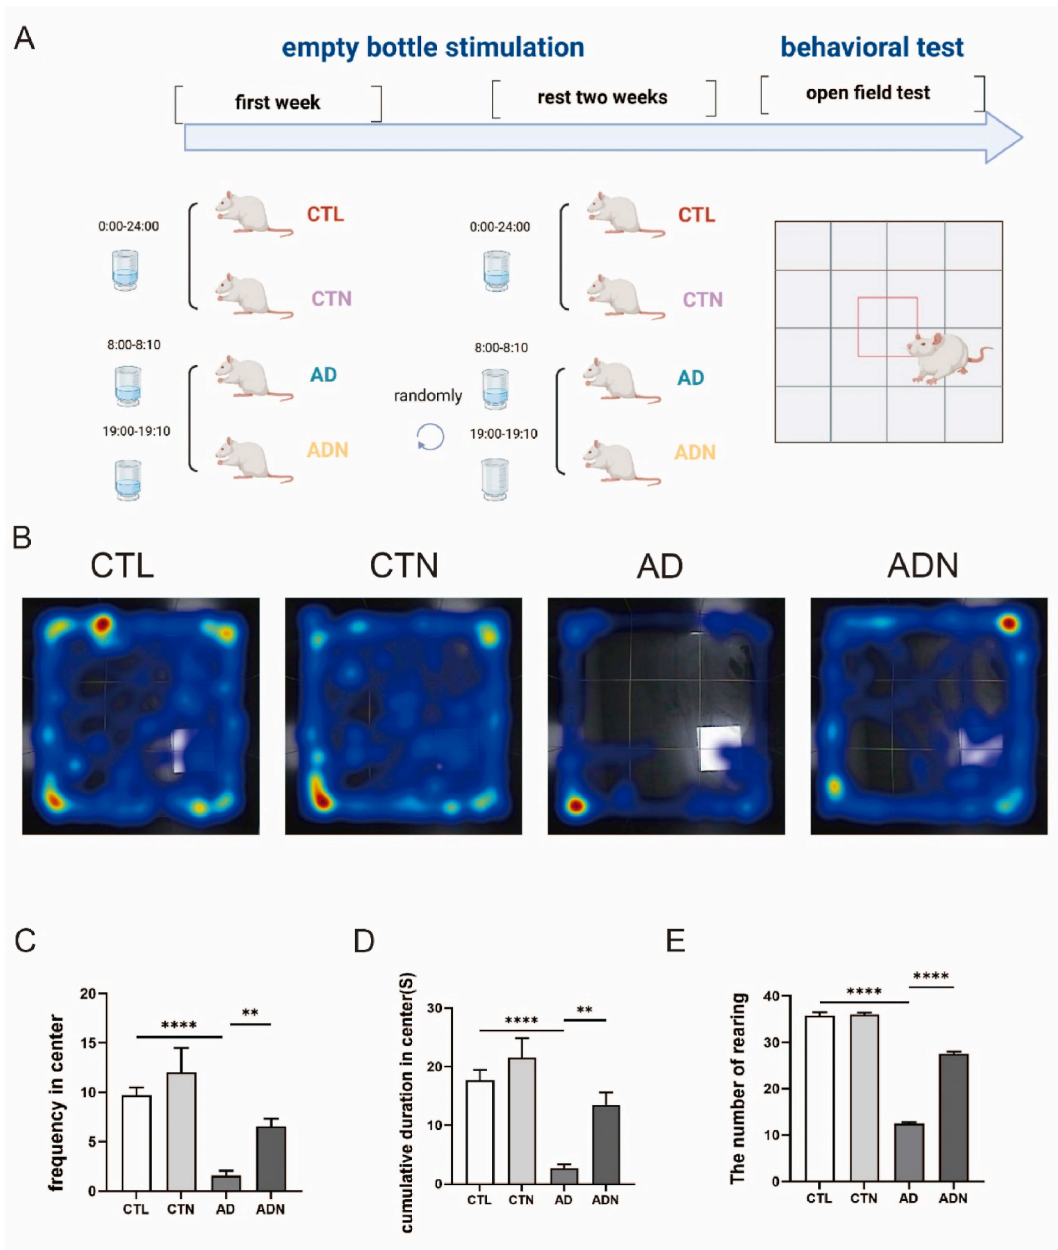 A
empty bottle stimulation
behavioral test
first week
rest two weeks
open field test
0:00-24:00
CTL
CTN
8:00-8:10
AD
19:00-19:10
ADN
randomly
0:00-24:00
CTL
CTN
8:00-8:10
AD
19:00-19:10
ADN
B
CTL
CTN
AD
ADN
C
frequency in center
20
15
10
5
0
****
**
CTL
CTN
AD
ADN
D
cumulative duration in center(S)
30
20
10
0
****
**
CTL
CTN
AD
ADN
E
The number of rearing
40
30
20
10
0
****
****
CTL
CTN
AD
ADN